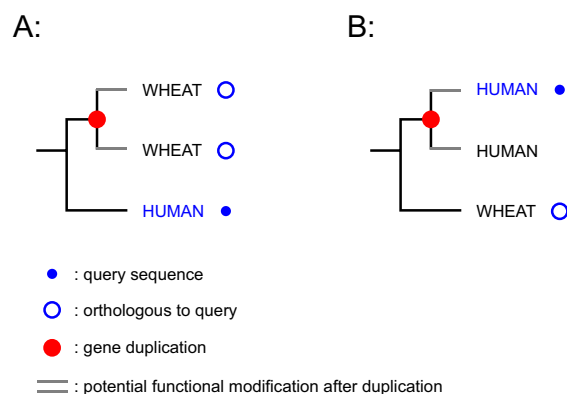 A:
B:
WHEAT
WHEAT
HUMAN
HUMAN
HUMAN
WHEAT
: query sequence
: orthologous to query
: gene duplication
: potential functional modification after duplication